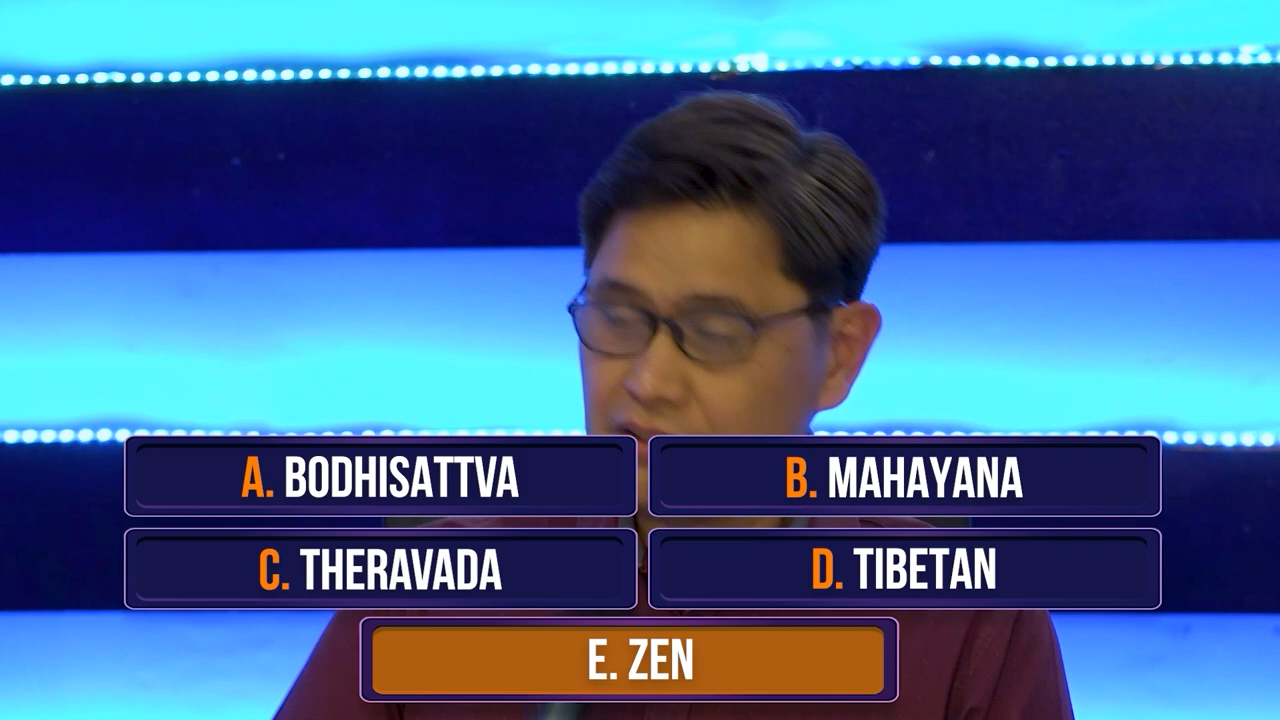 A. BODHISATTVA
B. MAHAYANA
C. THERAVADA
D. TIBETAN
E. ZEN